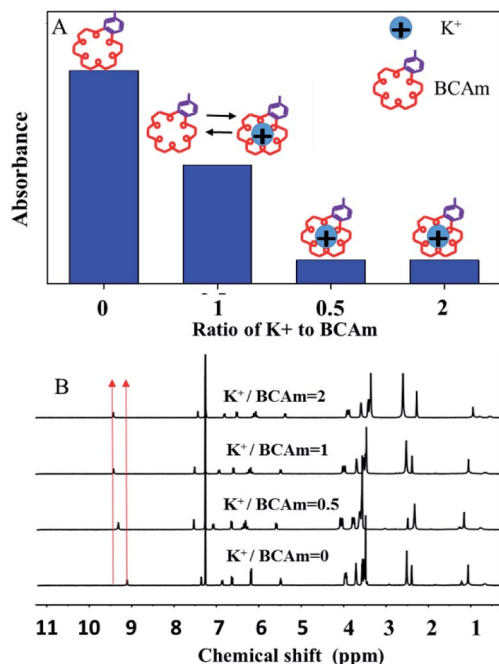 A
K⁺
BCAm
Absorbance
0 1 0.5 2
Ratio of K+ to BCAm
B
K⁺/ BCAm=2
K⁺/ BCAm=1
K⁺/ BCAm=0.5
K⁺/ BCAm=0
11 10 9 8 7 6 5 4 3 2 1
Chemical shift (ppm)